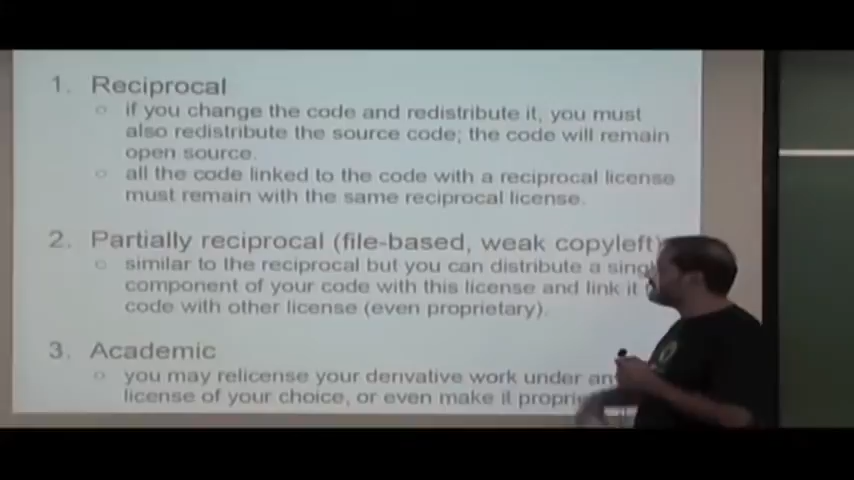 1. Reciprocal
○ if you change the code and redistribute it, you must
also redistribute the source code; the code will remain
open source.
○ all the code linked to the code with a reciprocal license
must remain with the same reciprocal license.
2. Partially reciprocal (file-based, weak copyleft)
○ similar to the reciprocal but you can distribute a
component of your code with this license and link it
code with other license (even proprietary).
3. Academic
○ you may relicense your derivative work under
license of your choice, or even make it